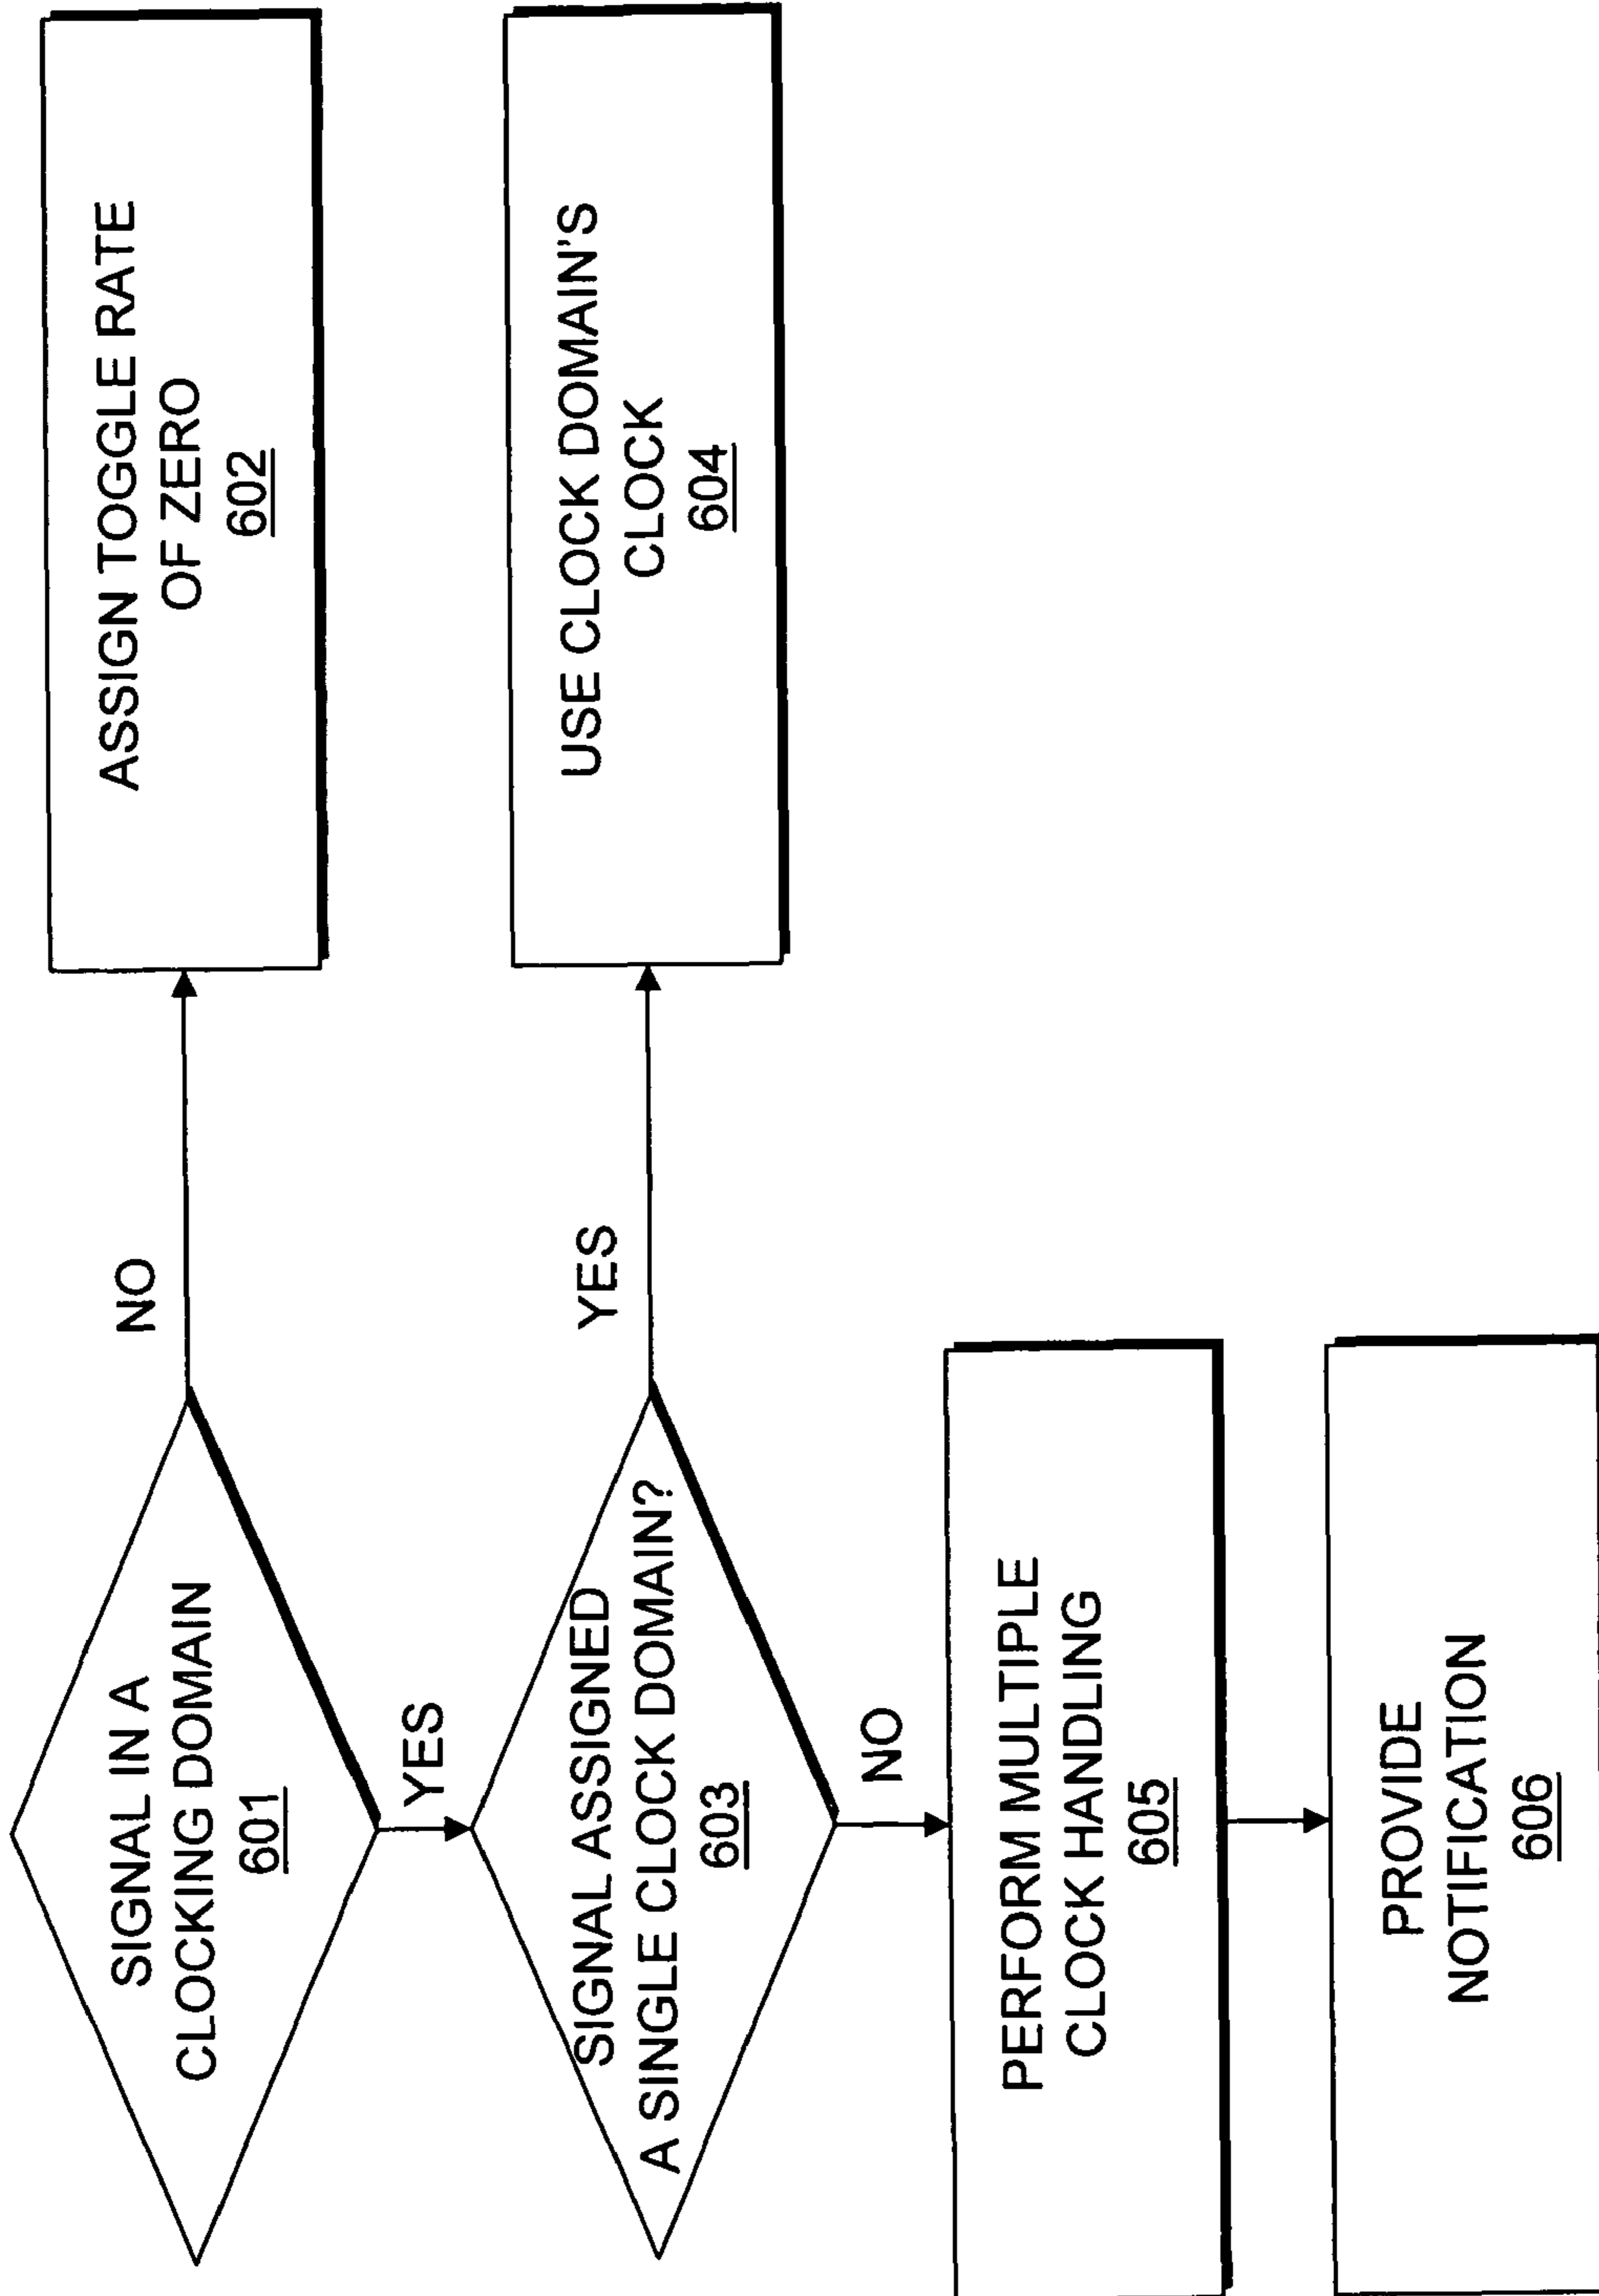 SIGNAL IN A
CLOCKING DOMAIN
601
NO
ASSIGN TOGGLE RATE
OF ZERO
602
YES
SIGNAL ASSIGNED
A SINGLE CLOCK DOMAIN?
603
YES
USE CLOCK DOMAIN'S
CLOCK
604
NO
PERFORM MULTIPLE
CLOCK HANDLING
605
PROVIDE
NOTIFICATION
606